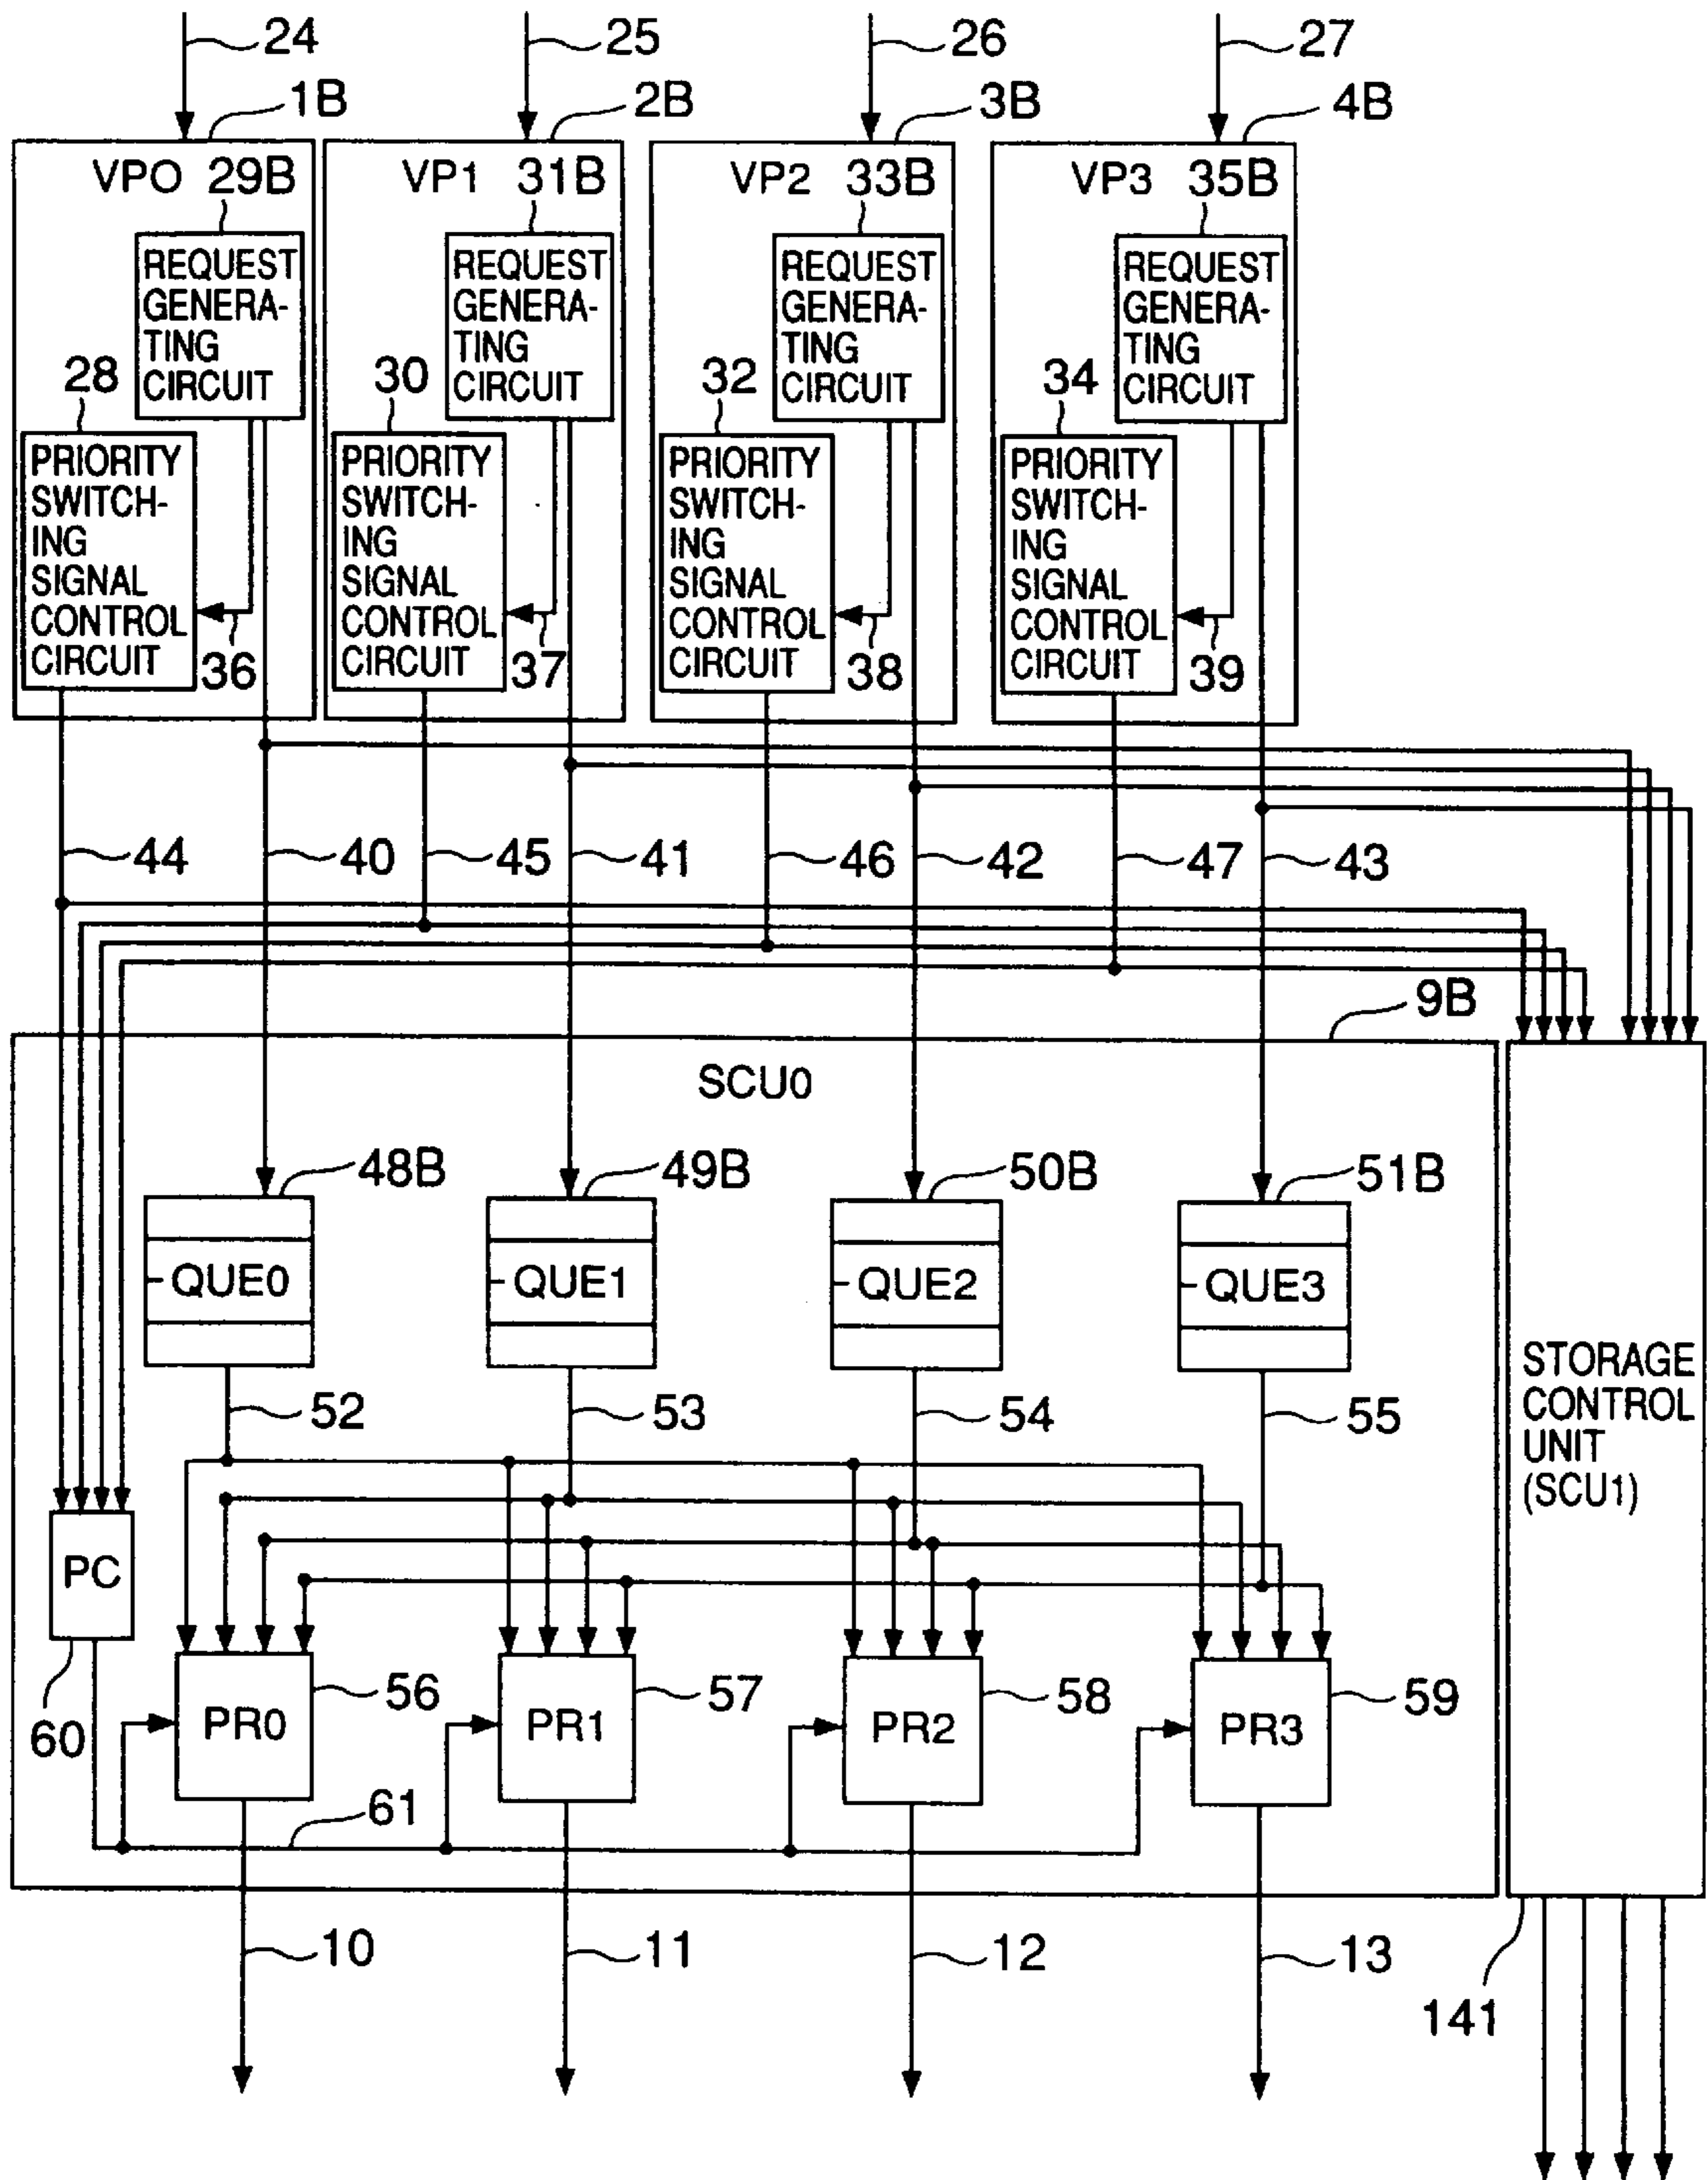 24
25
26
27
1B
2B
3B
4B
VPO 29B
VP1 31B
VP2 33B
VP3 35B
REQUEST
GENERA-
TING
CIRCUIT
REQUEST
GENERA-
TING
CIRCUIT
REQUEST
GENERA-
TING
CIRCUIT
REQUEST
GENERA-
TING
CIRCUIT
28
30
32
34
PRIORITY
SWITCH-
ING
SIGNAL
CONTROL
CIRCUIT
36
PRIORITY
SWITCH-
ING
SIGNAL
CONTROL
CIRCUIT
37
PRIORITY
SWITCH-
ING
SIGNAL
CONTROL
CIRCUIT
38
PRIORITY
SWITCH-
ING
SIGNAL
CONTROL
CIRCUIT
39
44
40
45
41
46
42
47
43
9B
SCU0
48B
49B
50B
51B
QUE0
QUE1
QUE2
QUE3
STORAGE
CONTROL
UNIT
(SCU1)
52
53
54
55
PC
60
PR0
56
PR1
57
PR2
58
PR3
59
61
10
11
12
13
141